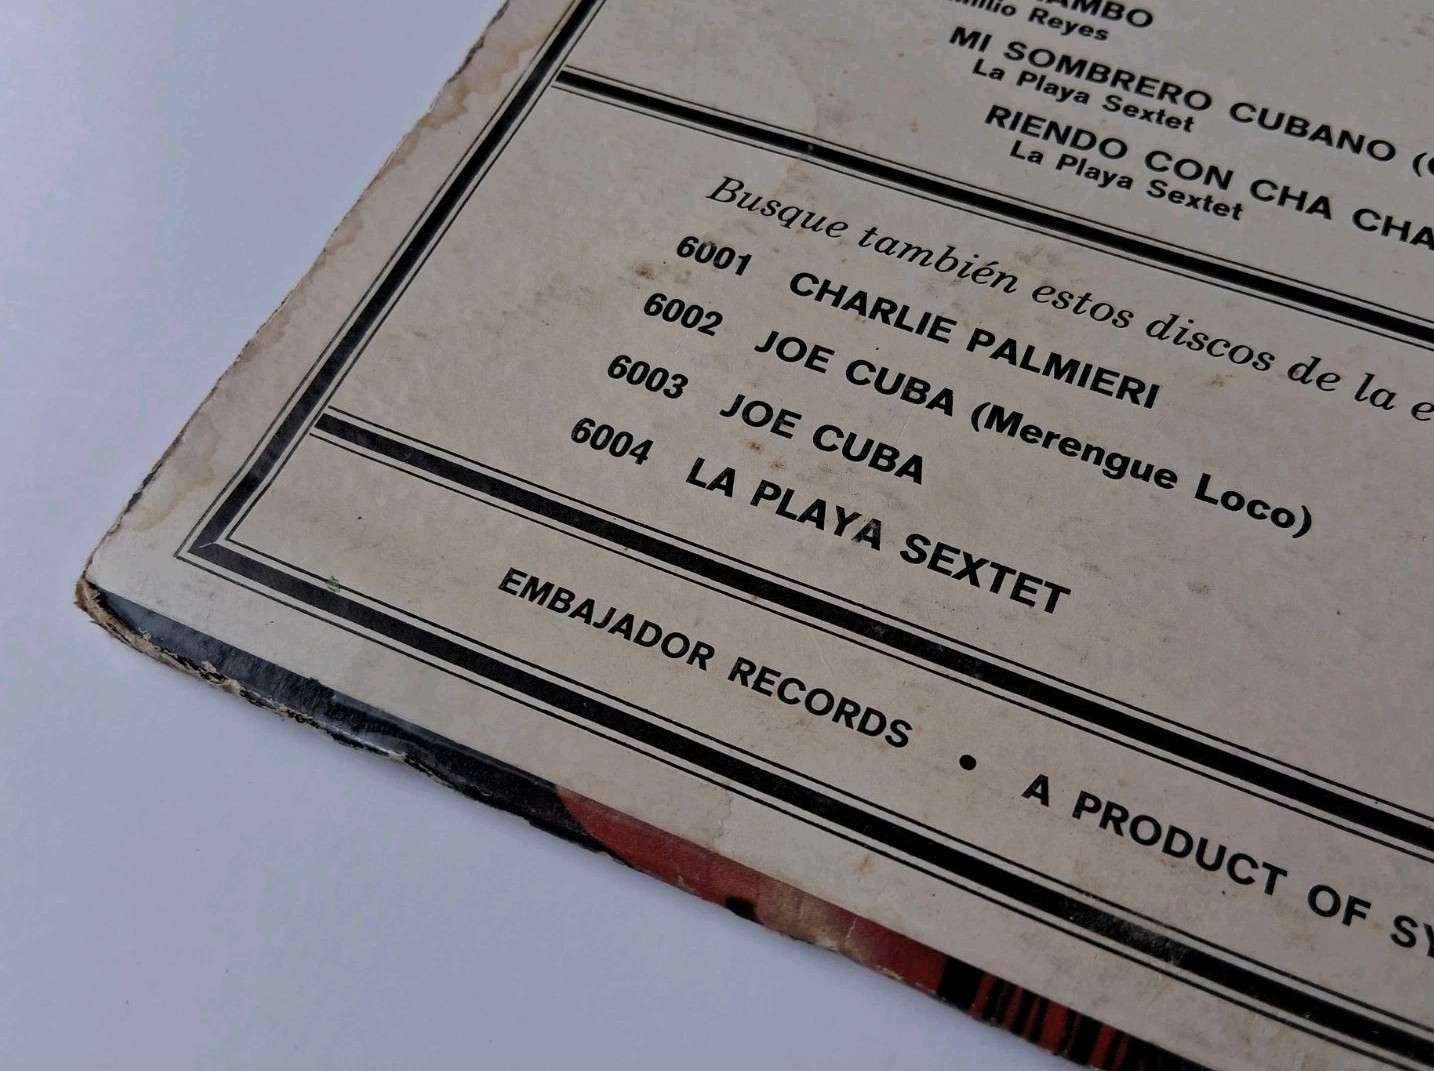 Reyes
MI SOMBRERO CUBANO
La Playa Sextet
RIENDO CON CHA CHA
La Playa Sextet
Busque también estos discos de la
6001 CHARLIE PALMIERI
6002 JOE CUBA (Merengue Loco)
6003 JOE CUBA
6004 LA PLAYA SEXTET
EMBAJADOR RECORDS • A PRODUCT OF